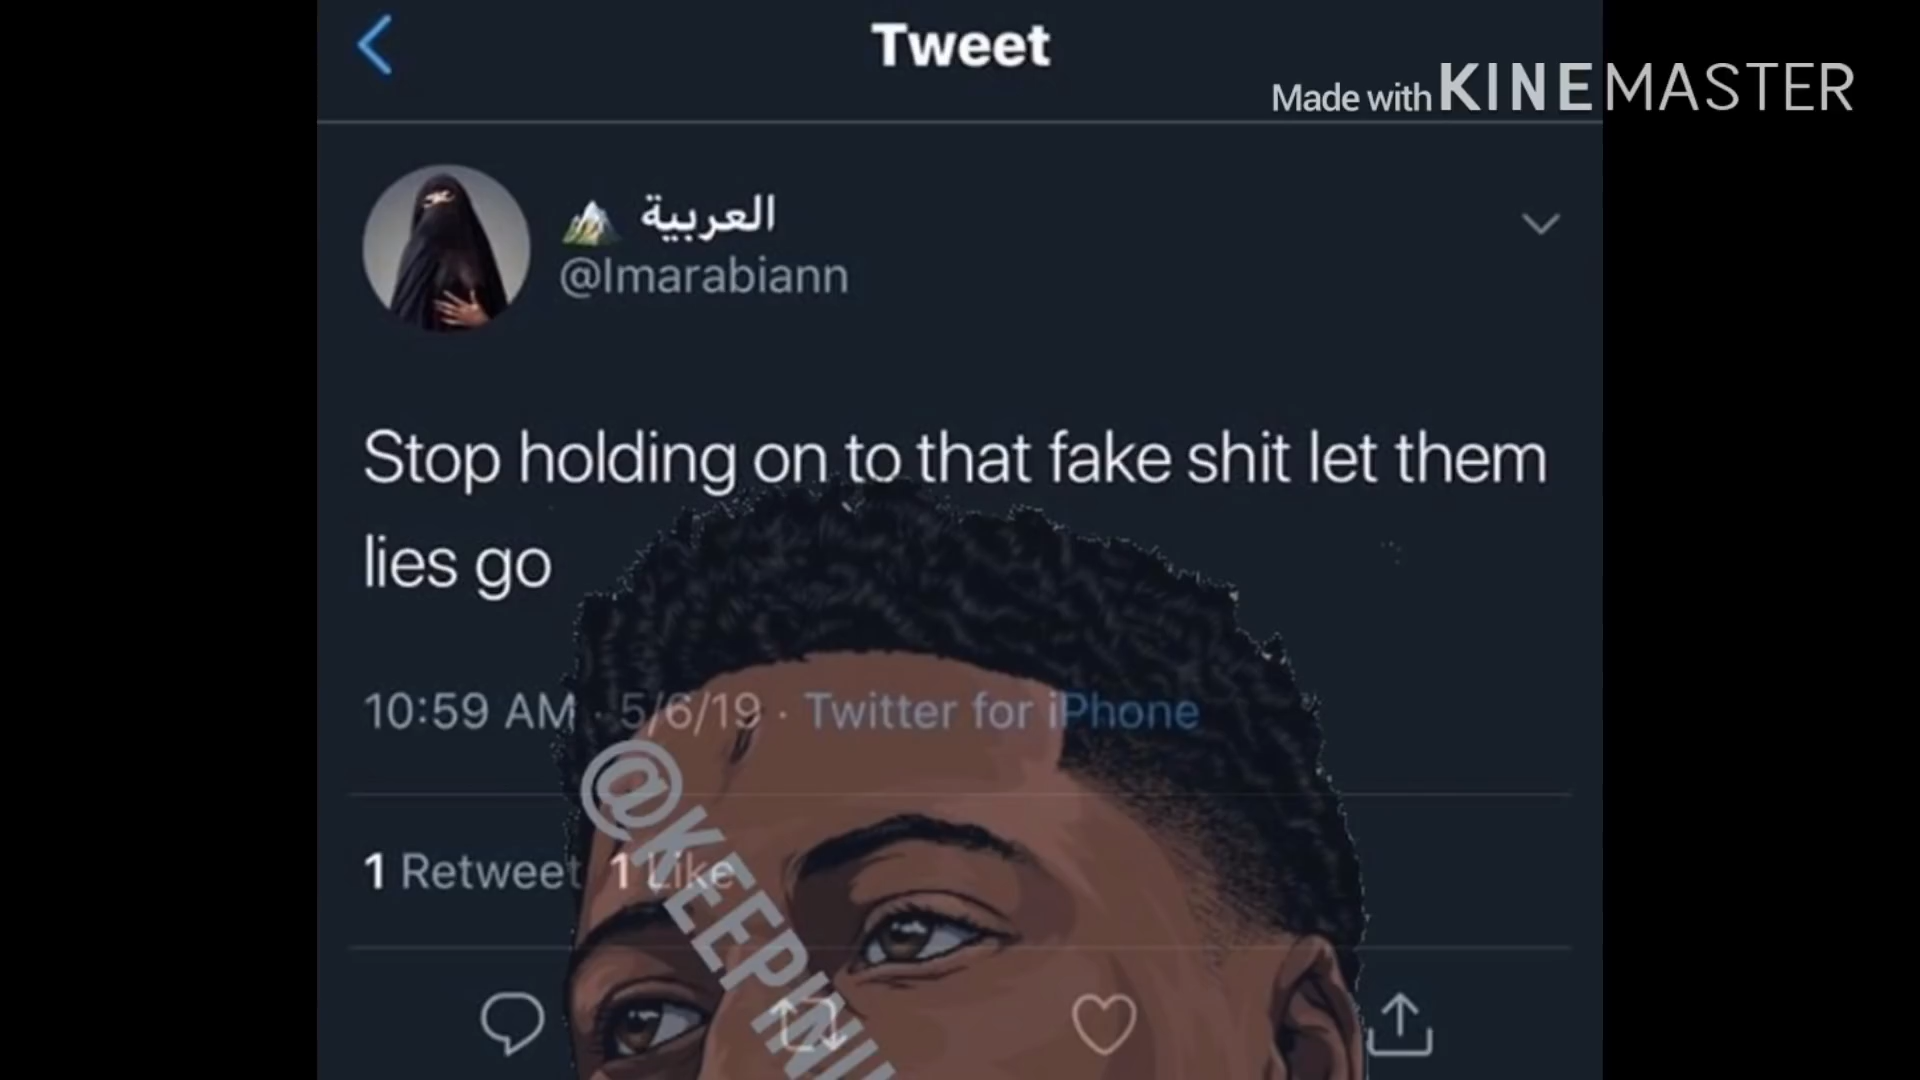 Tweet
Made with KINEMASTER
العربية
@Imarabiann
Stop holding on to that fake shit let them
lies go
10:59 AM · 5/6/19 · Twitter for iPhone
1 Retweet 1 Like